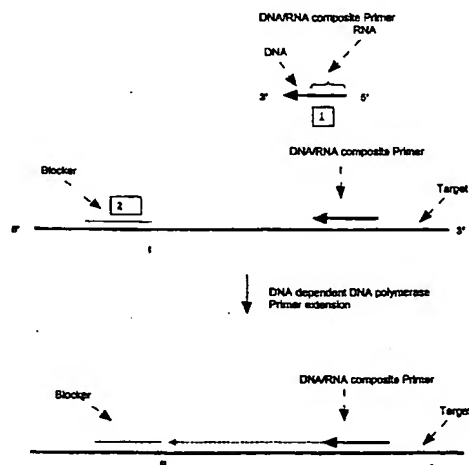 DNA/RNA composite Primer
RNA
DNA
3'
5'
1
DNA/RNA composite Primer
Blocker
Target
2
3'
DNA dependent DNA polymerase
Primer extension
DNA/RNA composite Primer
Blocker
Target